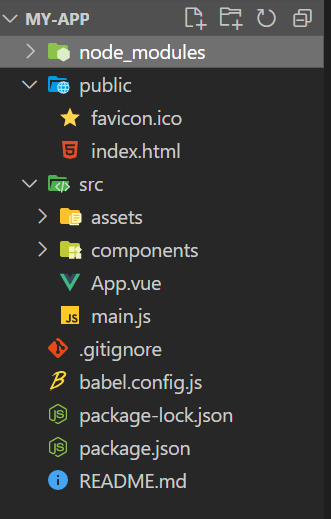 MY-APP
node_modules
public
favicon.ico
index.html
src
assets
components
App.vue
main.js
.gitignore
babel.config.js
package-lock.json
package.json
README.md